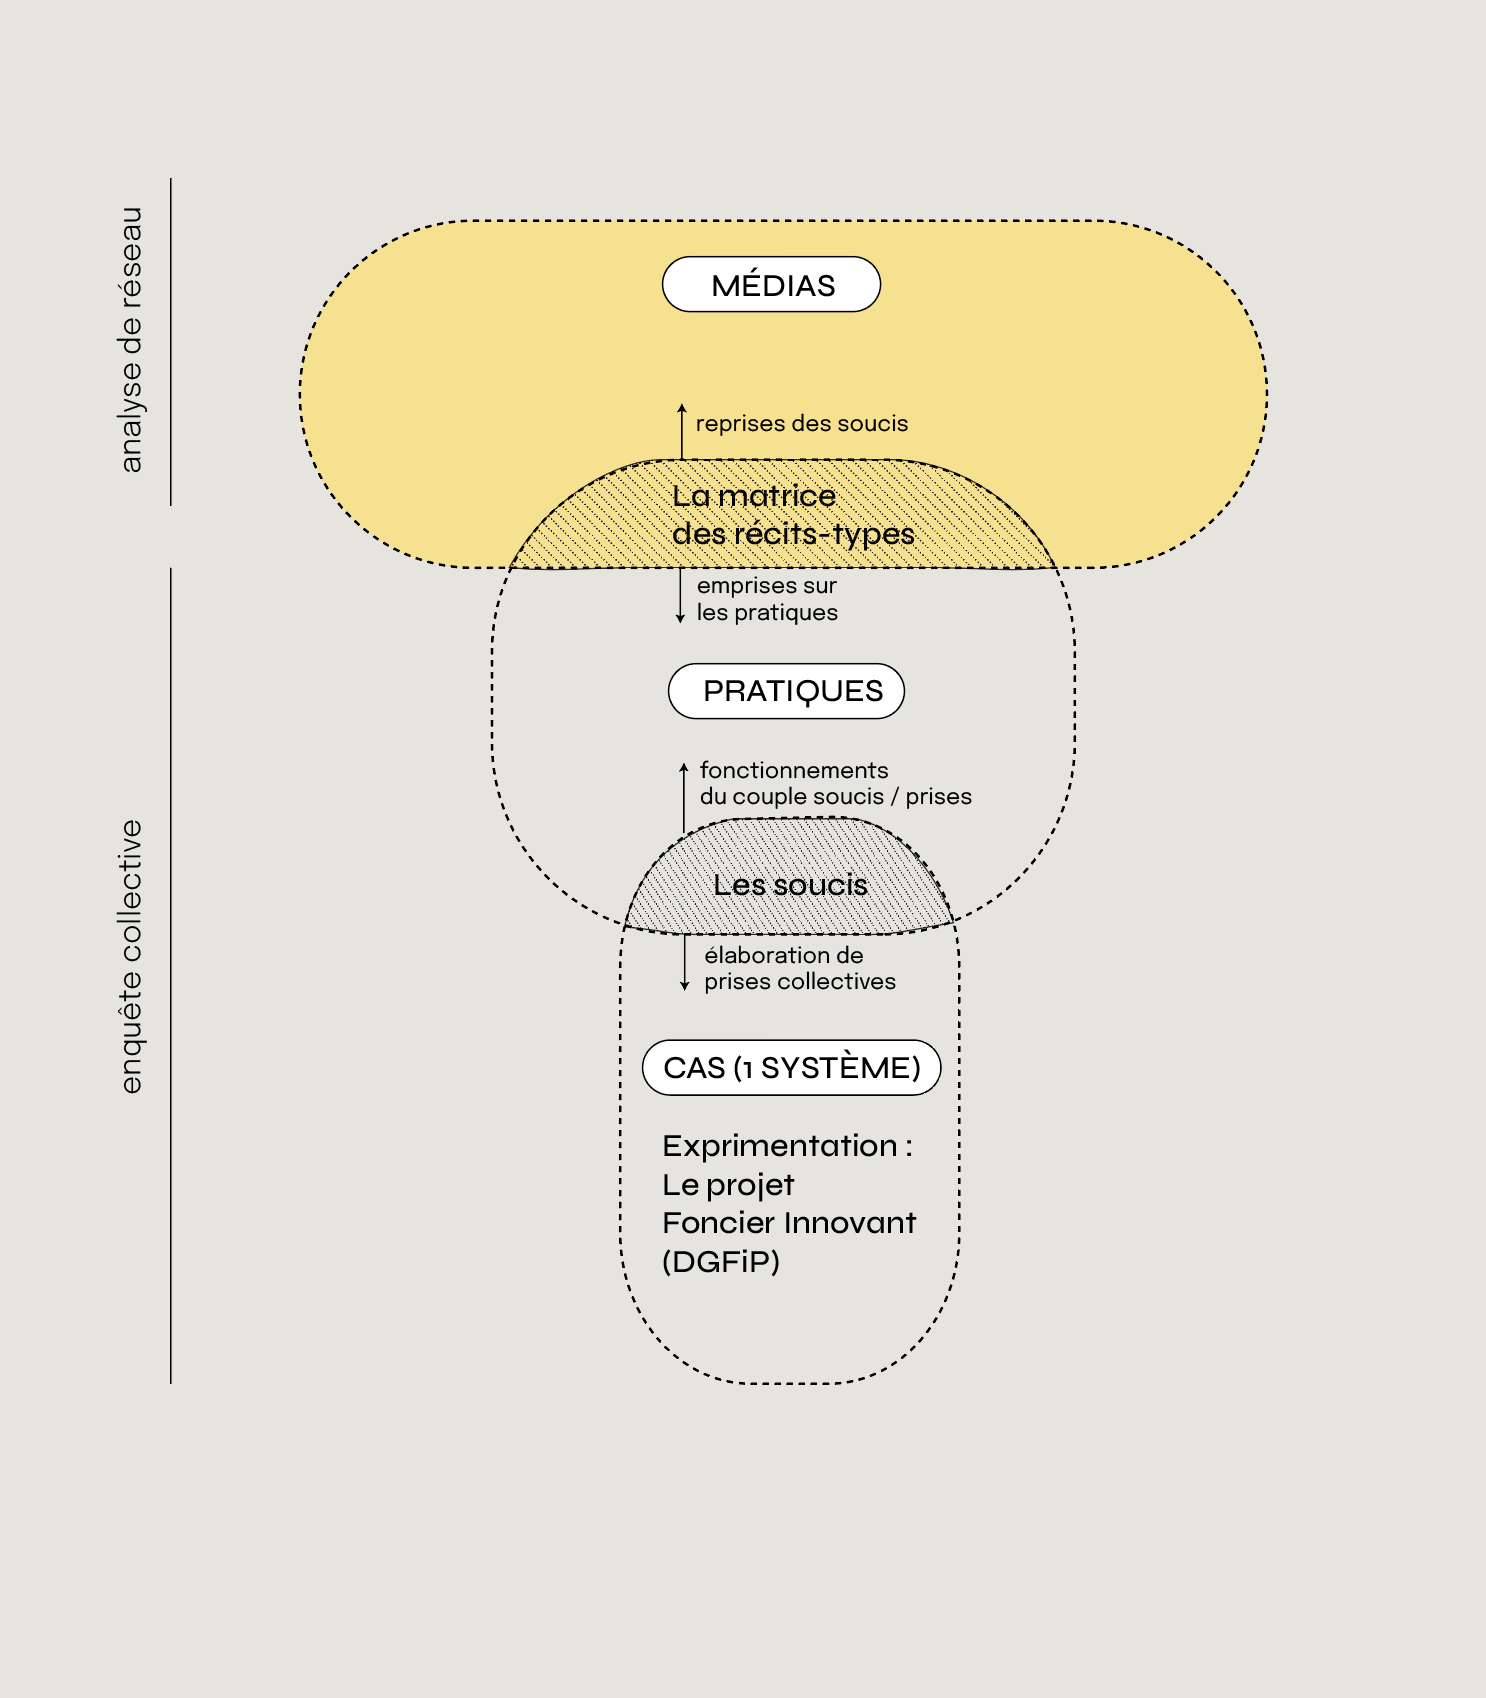 analyse de réseau
MÉDIAS
reprises des soucis
La matrice
des récits-types
emprises sur
les pratiques
PRATIQUES
enquête collective
fonctionnements
du couple soucis / prises
Les soucis
élaboration de
prises collectives
CAS (1 SYSTÈME)
Exprimentation :
Le projet
Foncier Innovant
(DGFiP)